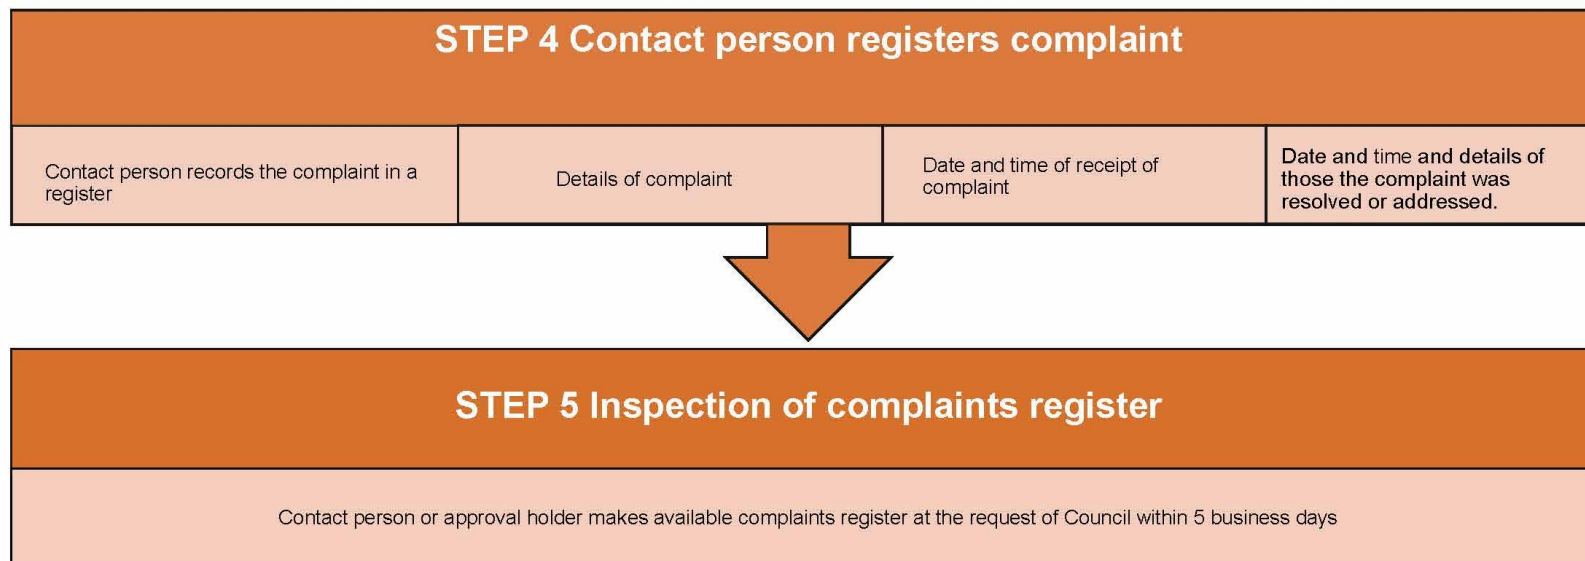 STEP 4 Contact person registers complaint
Contact person records the complaint in a
register
Details of complaint
Date and time of receipt of
complaint
Date and time and details of
those the complaint was
resolved or addressed.
STEP 5 Inspection of complaints register
Contact person or approval holder makes available complaints register at the request of Council within 5 business days